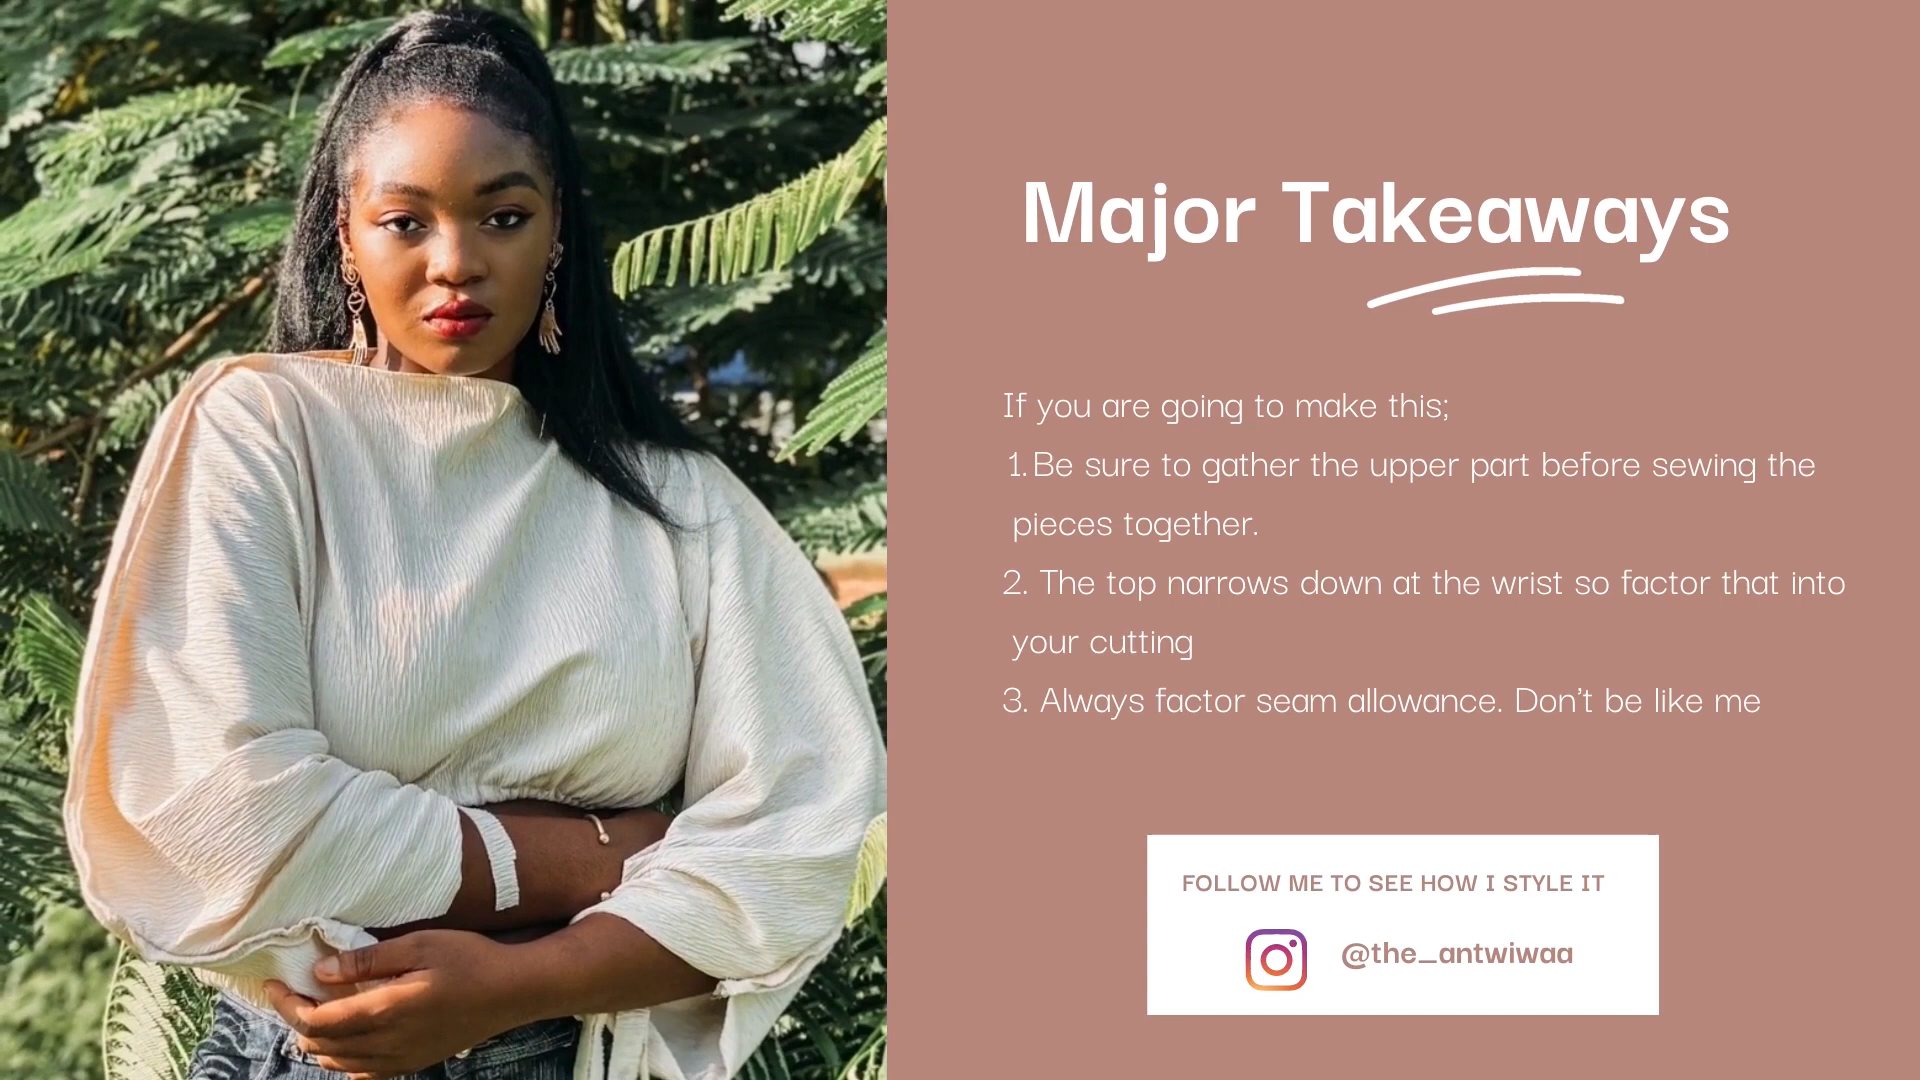 Major Takeaways
If you are going to make this;
1. Be sure to gather the upper part before sewing the
pieces together.
2. The top narrows down at the wrist so factor that into
your cutting
3. Always factor seam allowance. Don't be like me
FOLLOW ME TO SEE HOW I STYLE IT
@the_antwiwaa